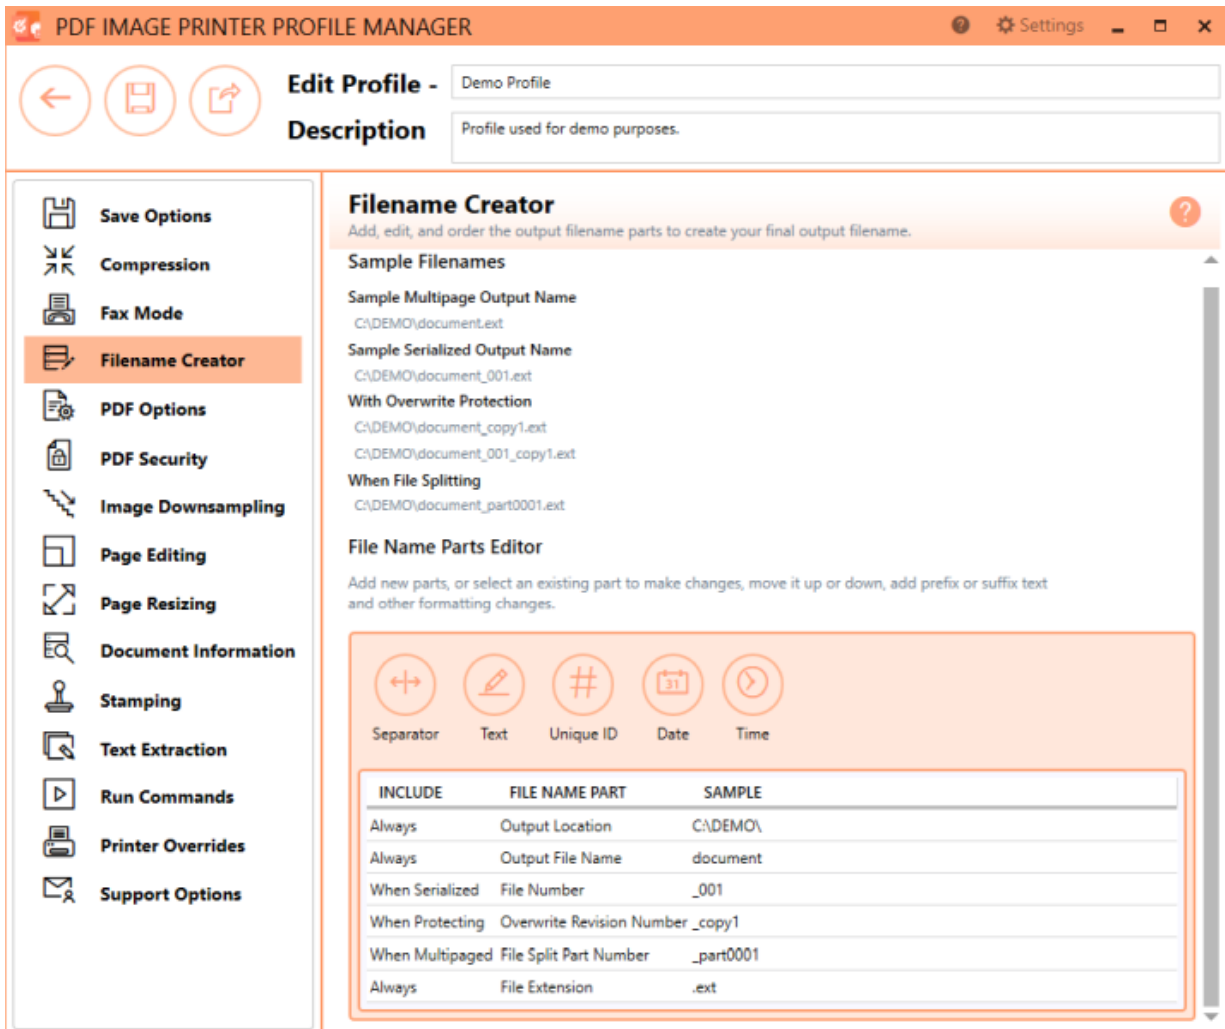 PDF IMAGE PRINTER PROFILE MANAGER
? Settings
Edit Profile - Demo Profile
Description Profile used for demo purposes.
Save Options
Compression
Fax Mode
Filename Creator
PDF Options
PDF Security
Image Downsampling
Page Editing
Page Resizing
Document Information
Stamping
Text Extraction
Run Commands
Printer Overrides
Support Options
Filename Creator
?
Add, edit, and order the output filename parts to create your final output filename.
Sample Filenames
Sample Multipage Output Name
C:\DEMO\document.ext
Sample Serialized Output Name
C:\DEMO\document_001.ext
With Overwrite Protection
C:\DEMO\document_copy1.ext
C:\DEMO\document_001_copy1.ext
When File Splitting
C:\DEMO\document_part0001.ext
File Name Parts Editor
Add new parts, or select an existing part to make changes, move it up or down, add prefix or suffix text
and other formatting changes.
# 31
Separator Text Unique ID Date Time
INCLUDE FILE NAME PART SAMPLE
Always Output Location C:\DEMO\
Always Output File Name document
When Serialized File Number _001
When Protecting Overwrite Revision Number _copy1
When Multipaged File Split Part Number _part0001
Always File Extension .ext